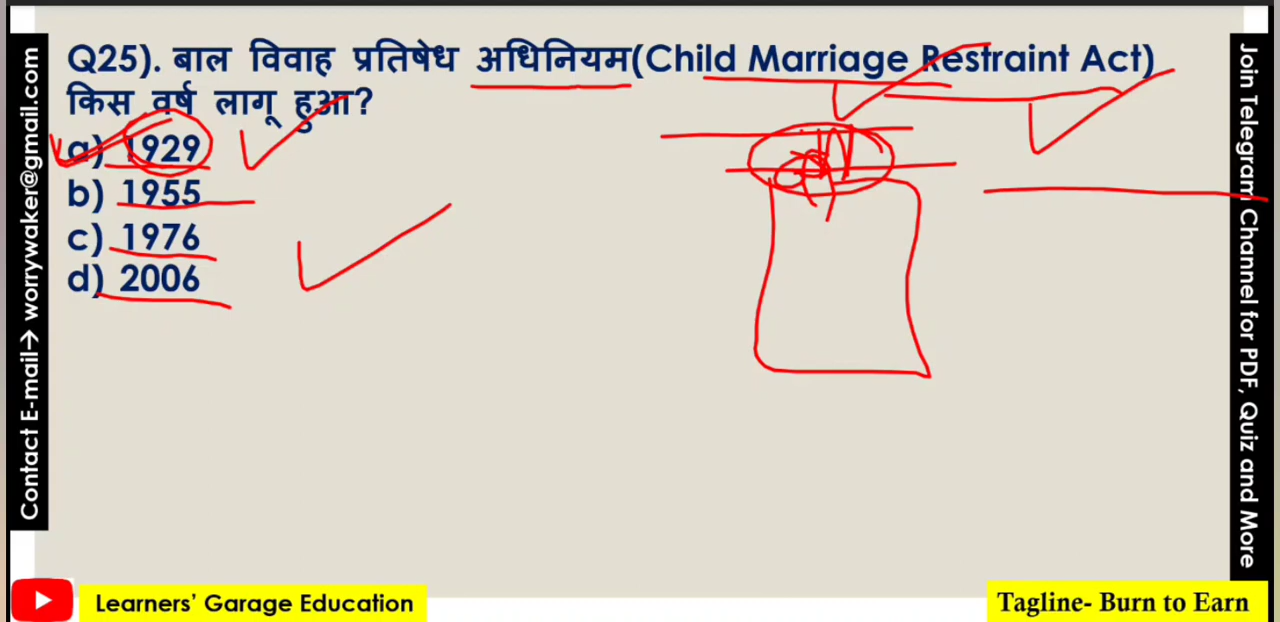 Q25). बाल विवाह प्रतिषेध अधिनियम(Child Marriage Restraint Act)
किस वर्ष लागू हुआ?
a) 1929
b) 1955
c) 1976
d) 2006
Contact E-mail→ worrywaker@gmail.com
Join Telegram Channel for PDF, Quiz and More
Learners’ Garage Education
Tagline- Burn to Earn